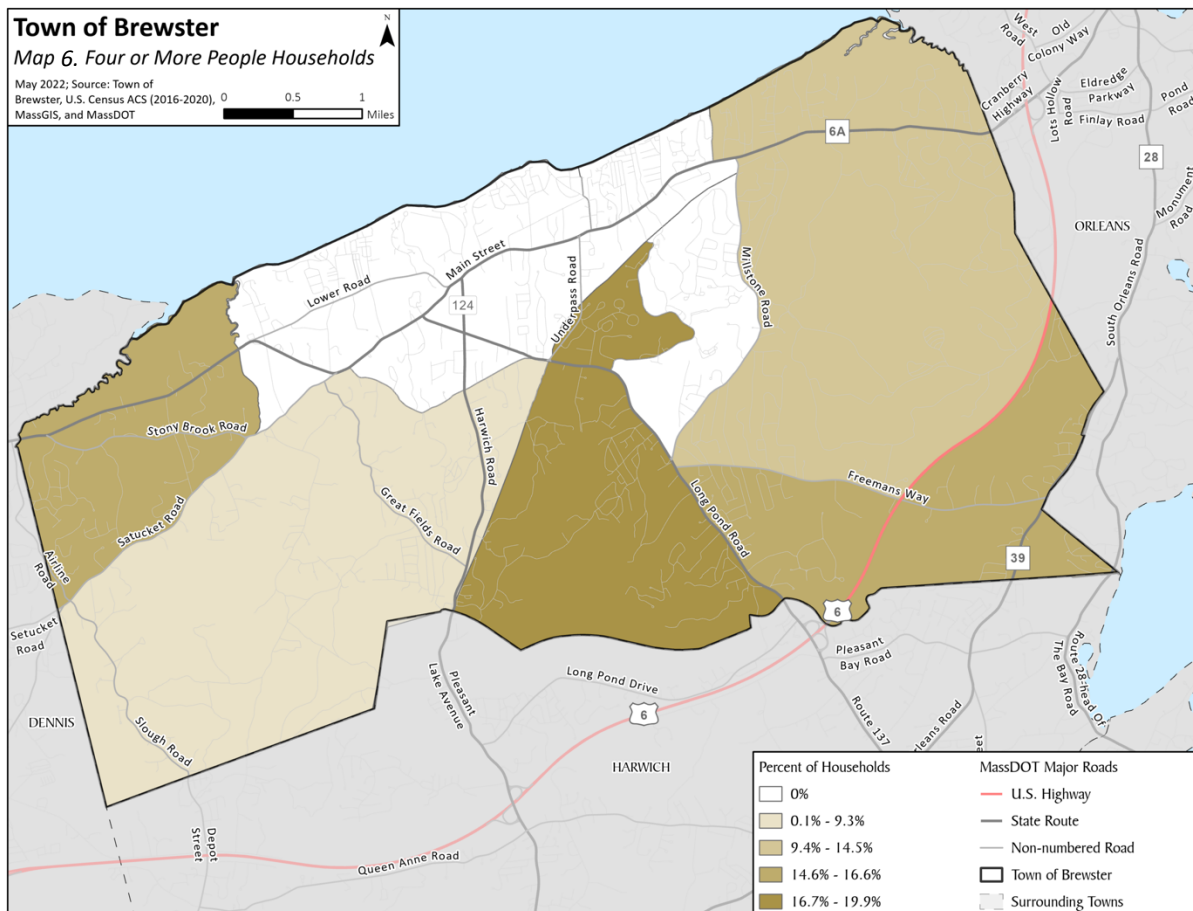 Town of Brewster
Map 6. Four or More People Households
May 2022; Source: Town of
Brewster, U.S. Census ACS (2016-2020),
MassGIS, and MassDOT
0 0.5 1
Miles
N
West
Road
Old
Colony Way
Cranberry
Highway
Lots Hollow
Road
Eldredge
Parkway
Pond
Road
Finlay Road
28
Monument
Road
ORLEANS
South Orleans Road
6A
Main Street
Lower Road
124
Underpass Road
Millstone Road
Stony Brook Road
Satucket Road
Great Fields Road
Harwich Road
Long Pond Road
Freemans Way
39
6
Airline
Road
Setucket
Road
DENNIS
Slough Road
Depot
Street
Pleasant
Lake Avenue
Long Pond Drive
6
HARWICH
Queen Anne Road
Pleasant
Bay Road
Route 137
rleans Road
eet
Route 28-head Of
The Bay Road
Percent of Households
0%
0.1% - 9.3%
9.4% - 14.5%
14.6% - 16.6%
16.7% - 19.9%
MassDOT Major Roads
U.S. Highway
State Route
Non-numbered Road
Town of Brewster
Surrounding Towns